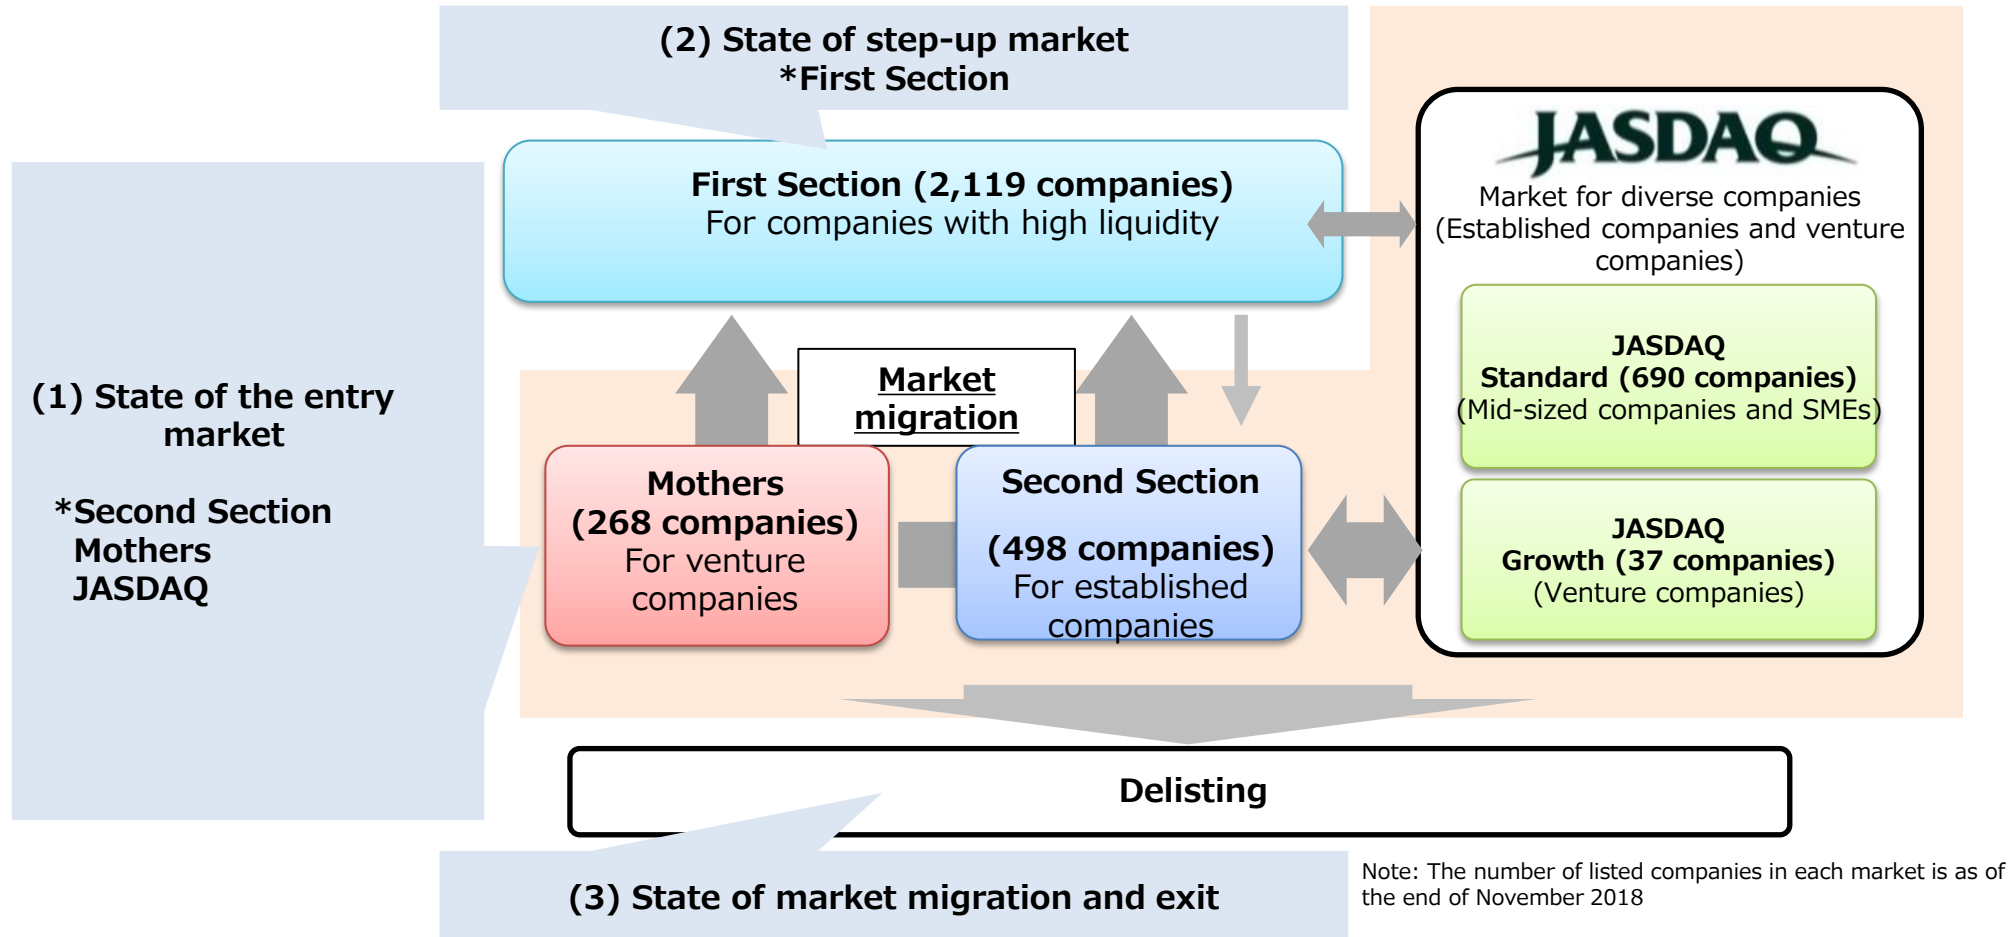 (2) State of step-up market
*First Section
First Section (2,119 companies)
For companies with high liquidity
JASDAQ
Market for diverse companies
(Established companies and venture
companies)
JASDAQ
Standard (690 companies)
(Mid-sized companies and SMEs)
JASDAQ
Growth (37 companies)
(Venture companies)
(1) State of the entry
market
*Second Section
Mothers
JASDAQ
Market
migration
Mothers
(268 companies)
For venture
companies
Second Section
(498 companies)
For established
companies
Delisting
(3) State of market migration and exit
Note: The number of listed companies in each market is as of
the end of November 2018